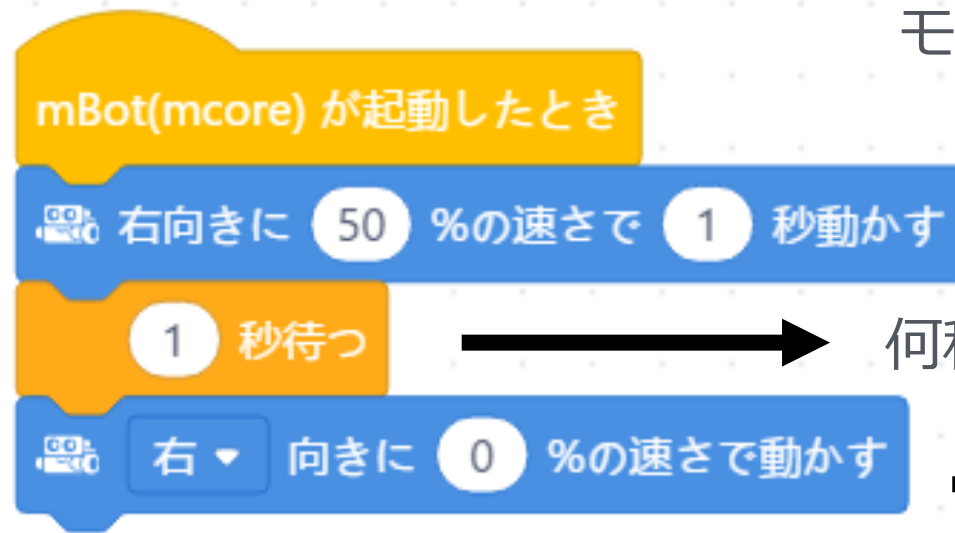 モ
mBot(mcore) が起動したとき
右向きに 50 %の速さで 1 秒動かす
1 秒待つ
何
右 向きに 0 %の速さで動かす